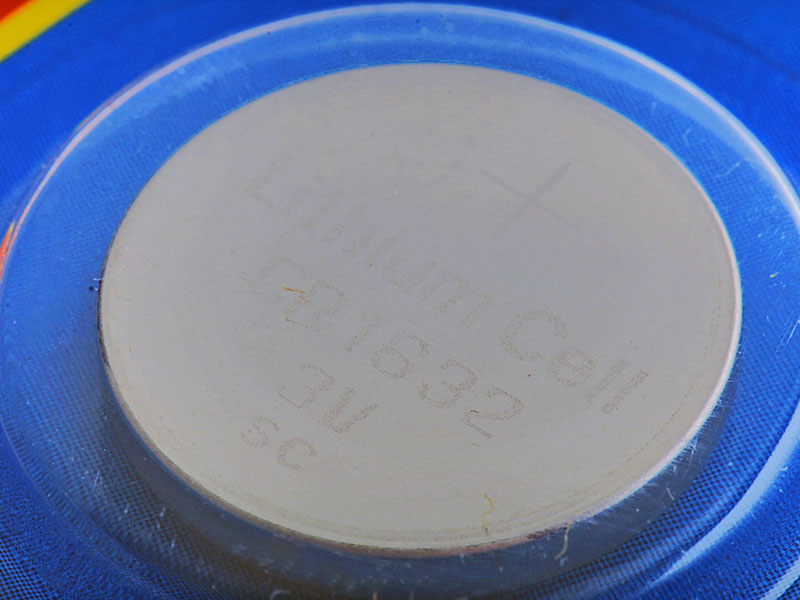 +
Lithium Cell
CR1632
3V
SC